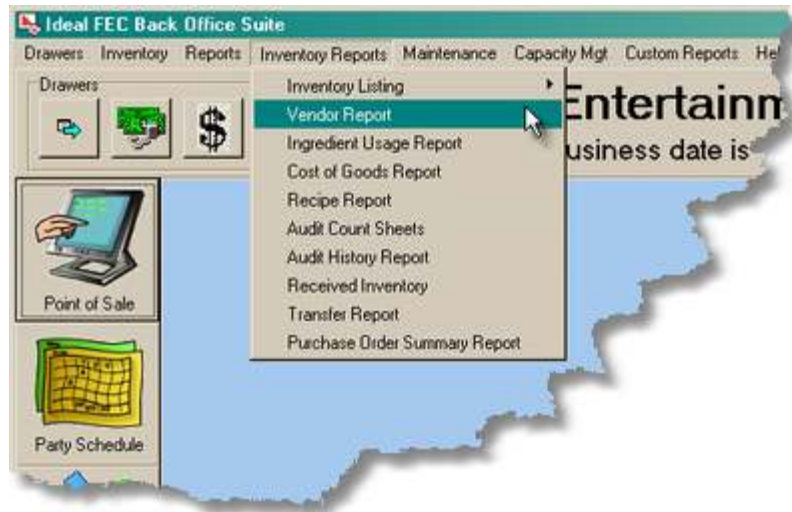 Ideal FEC Back Office Suite
Drawers Inventory Reports Inventory Reports Maintenance Capacity Mgt Custom Reports Hel
Drawers
Inventory Listing
Vendor Report
Ingredient Usage Report
Cost of Goods Report
Recipe Report
Audit Count Sheets
Audit History Report
Received Inventory
Transfer Report
Purchase Order Summary Report
Entertainm
usiness date is
$
Point of Sale
Party Schedule